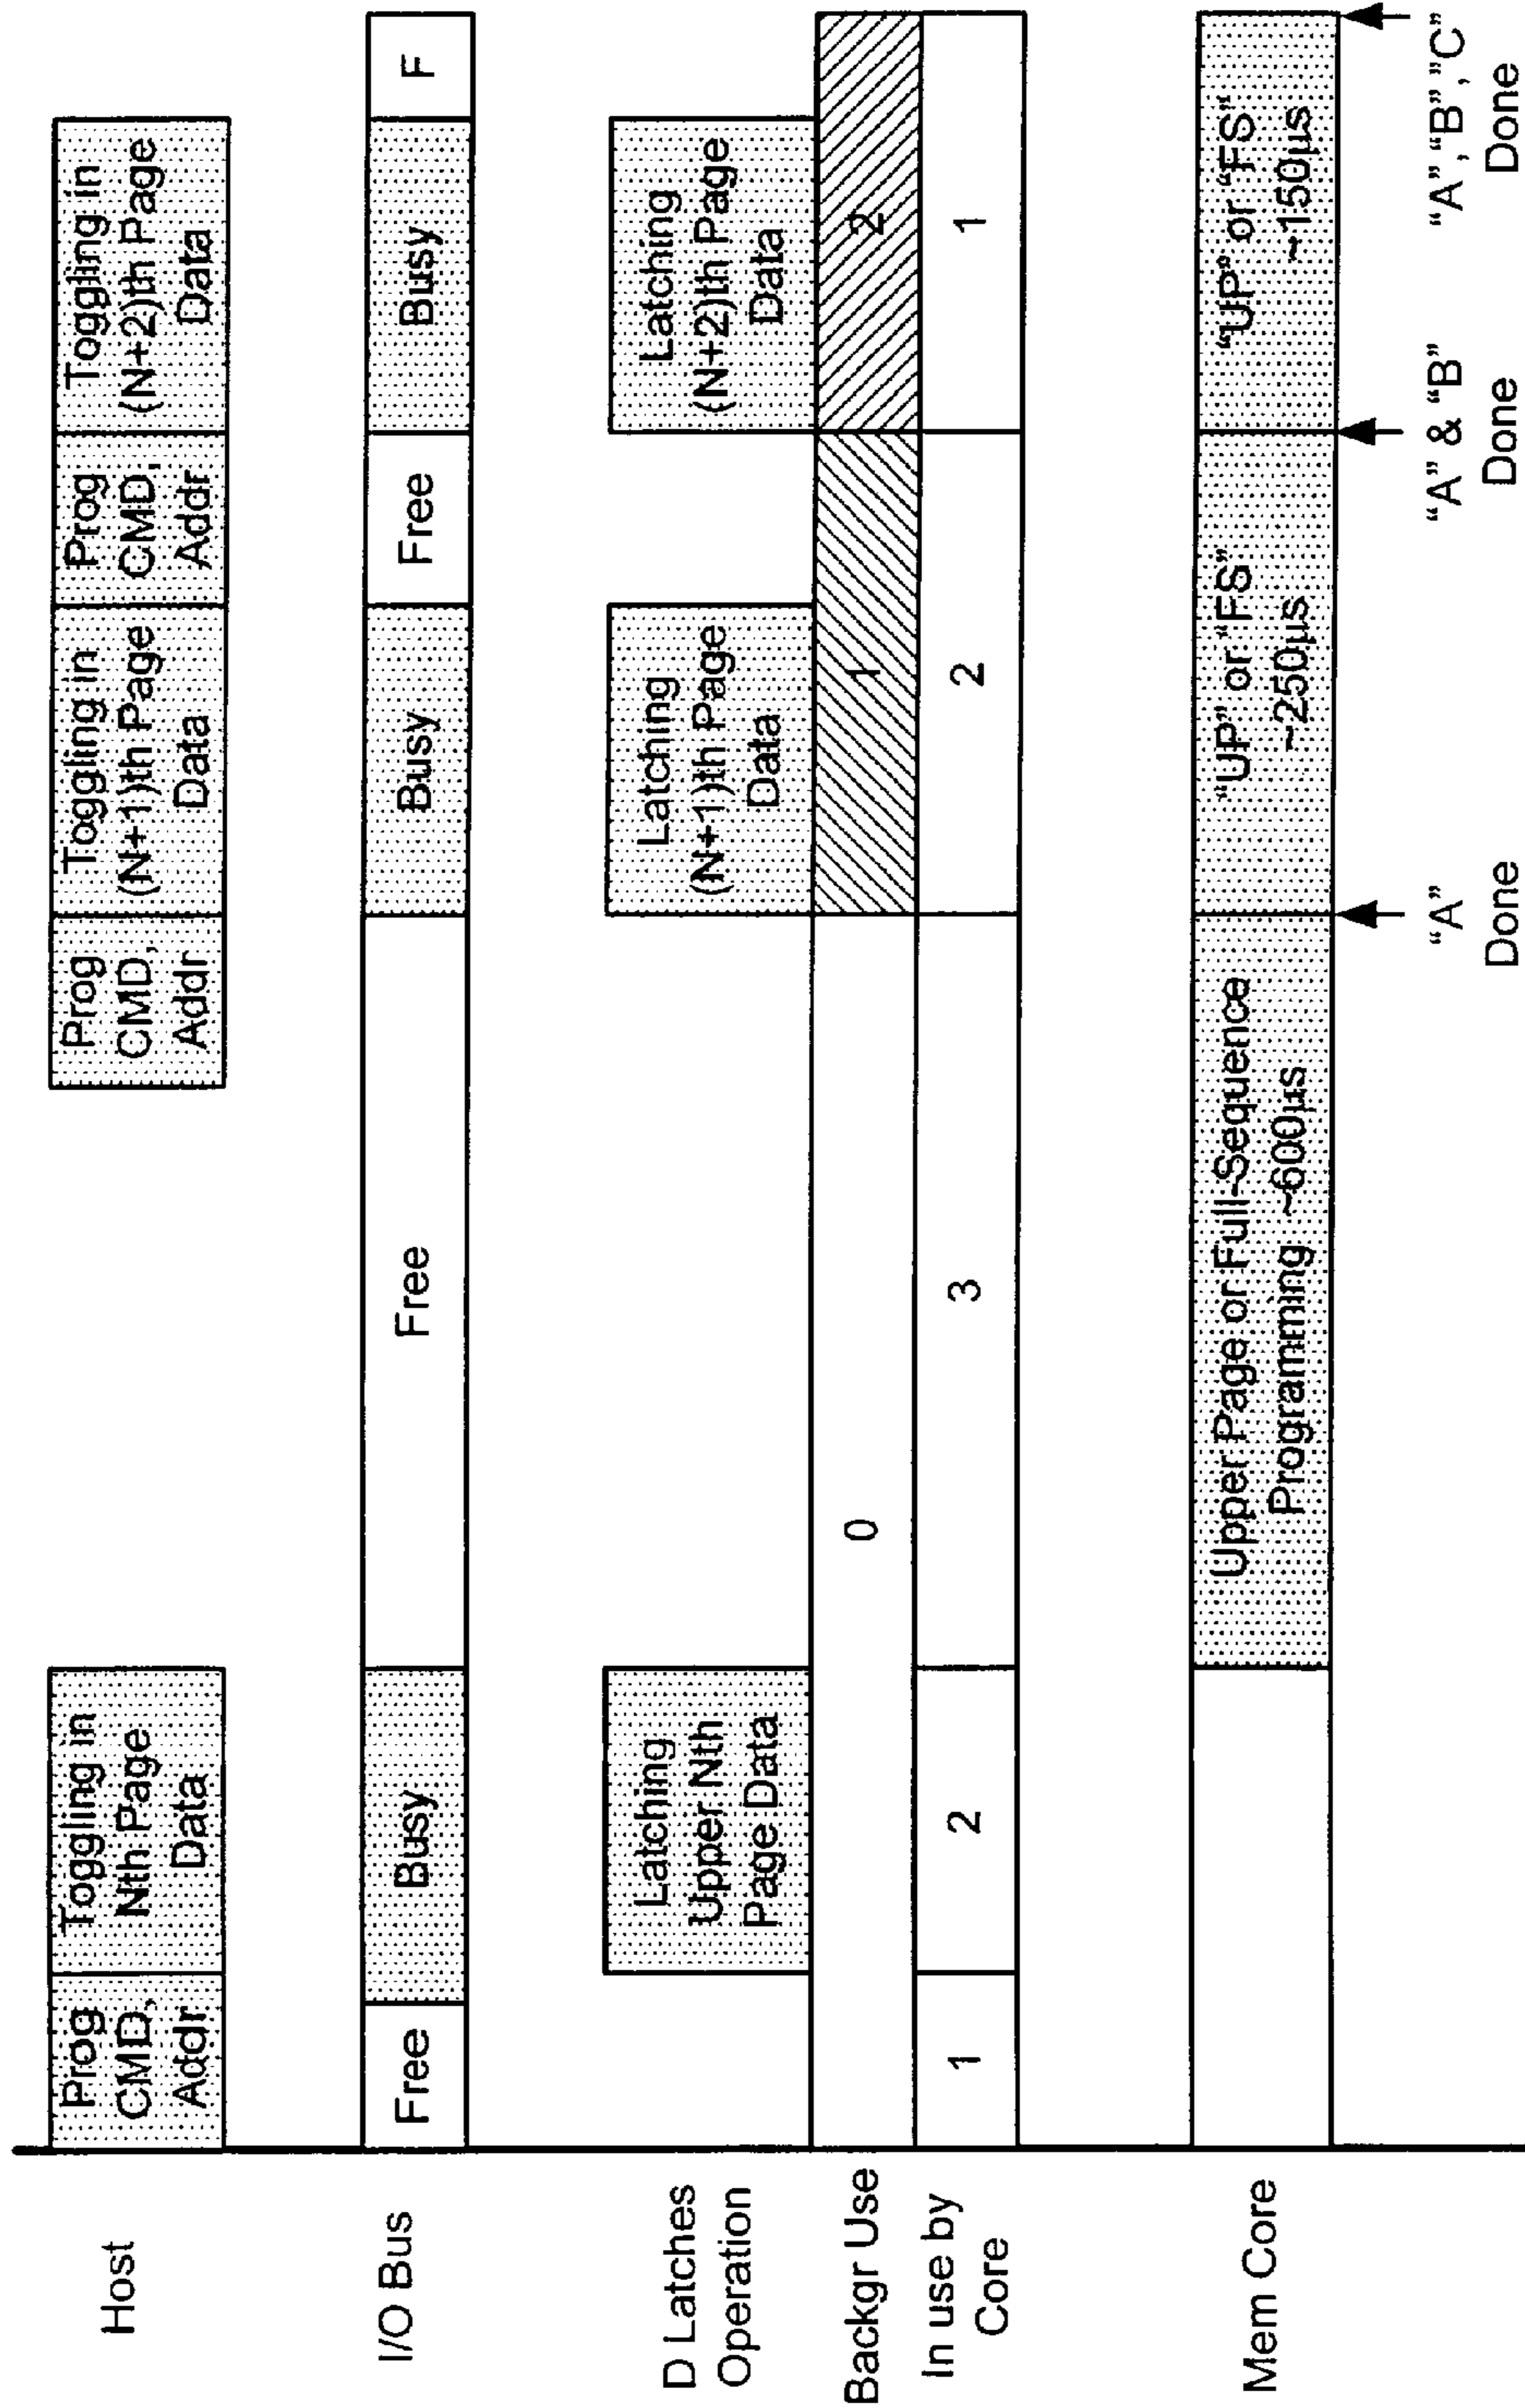 Host
Prog
CMD,
Addr
Toggling in
Nth Page
Data
Prog
CMD,
Addr
Toggling in
(N+1)th Page
Data
Prog
CMD,
Addr
Toggling in
(N+2)th Page
Data
I/O Bus
Free
Busy
Free
Busy
Free
Busy
F
D Latches
Operation
Latching
Upper Nth
Page Data
Latching
(N+1)th Page
Data
Latching
(N+2)th Page
Data
Backgr Use
0
1
2
In use by
Core
1
2
3
2
1
Mem Core
Upper Page or Full-Sequence
Programming ~600µs
“UP” or “FS”
~250µs
“UP” or “FS”
~150µs
“A”
Done
“A” & “B”
Done
“A”,“B”,“C”
Done